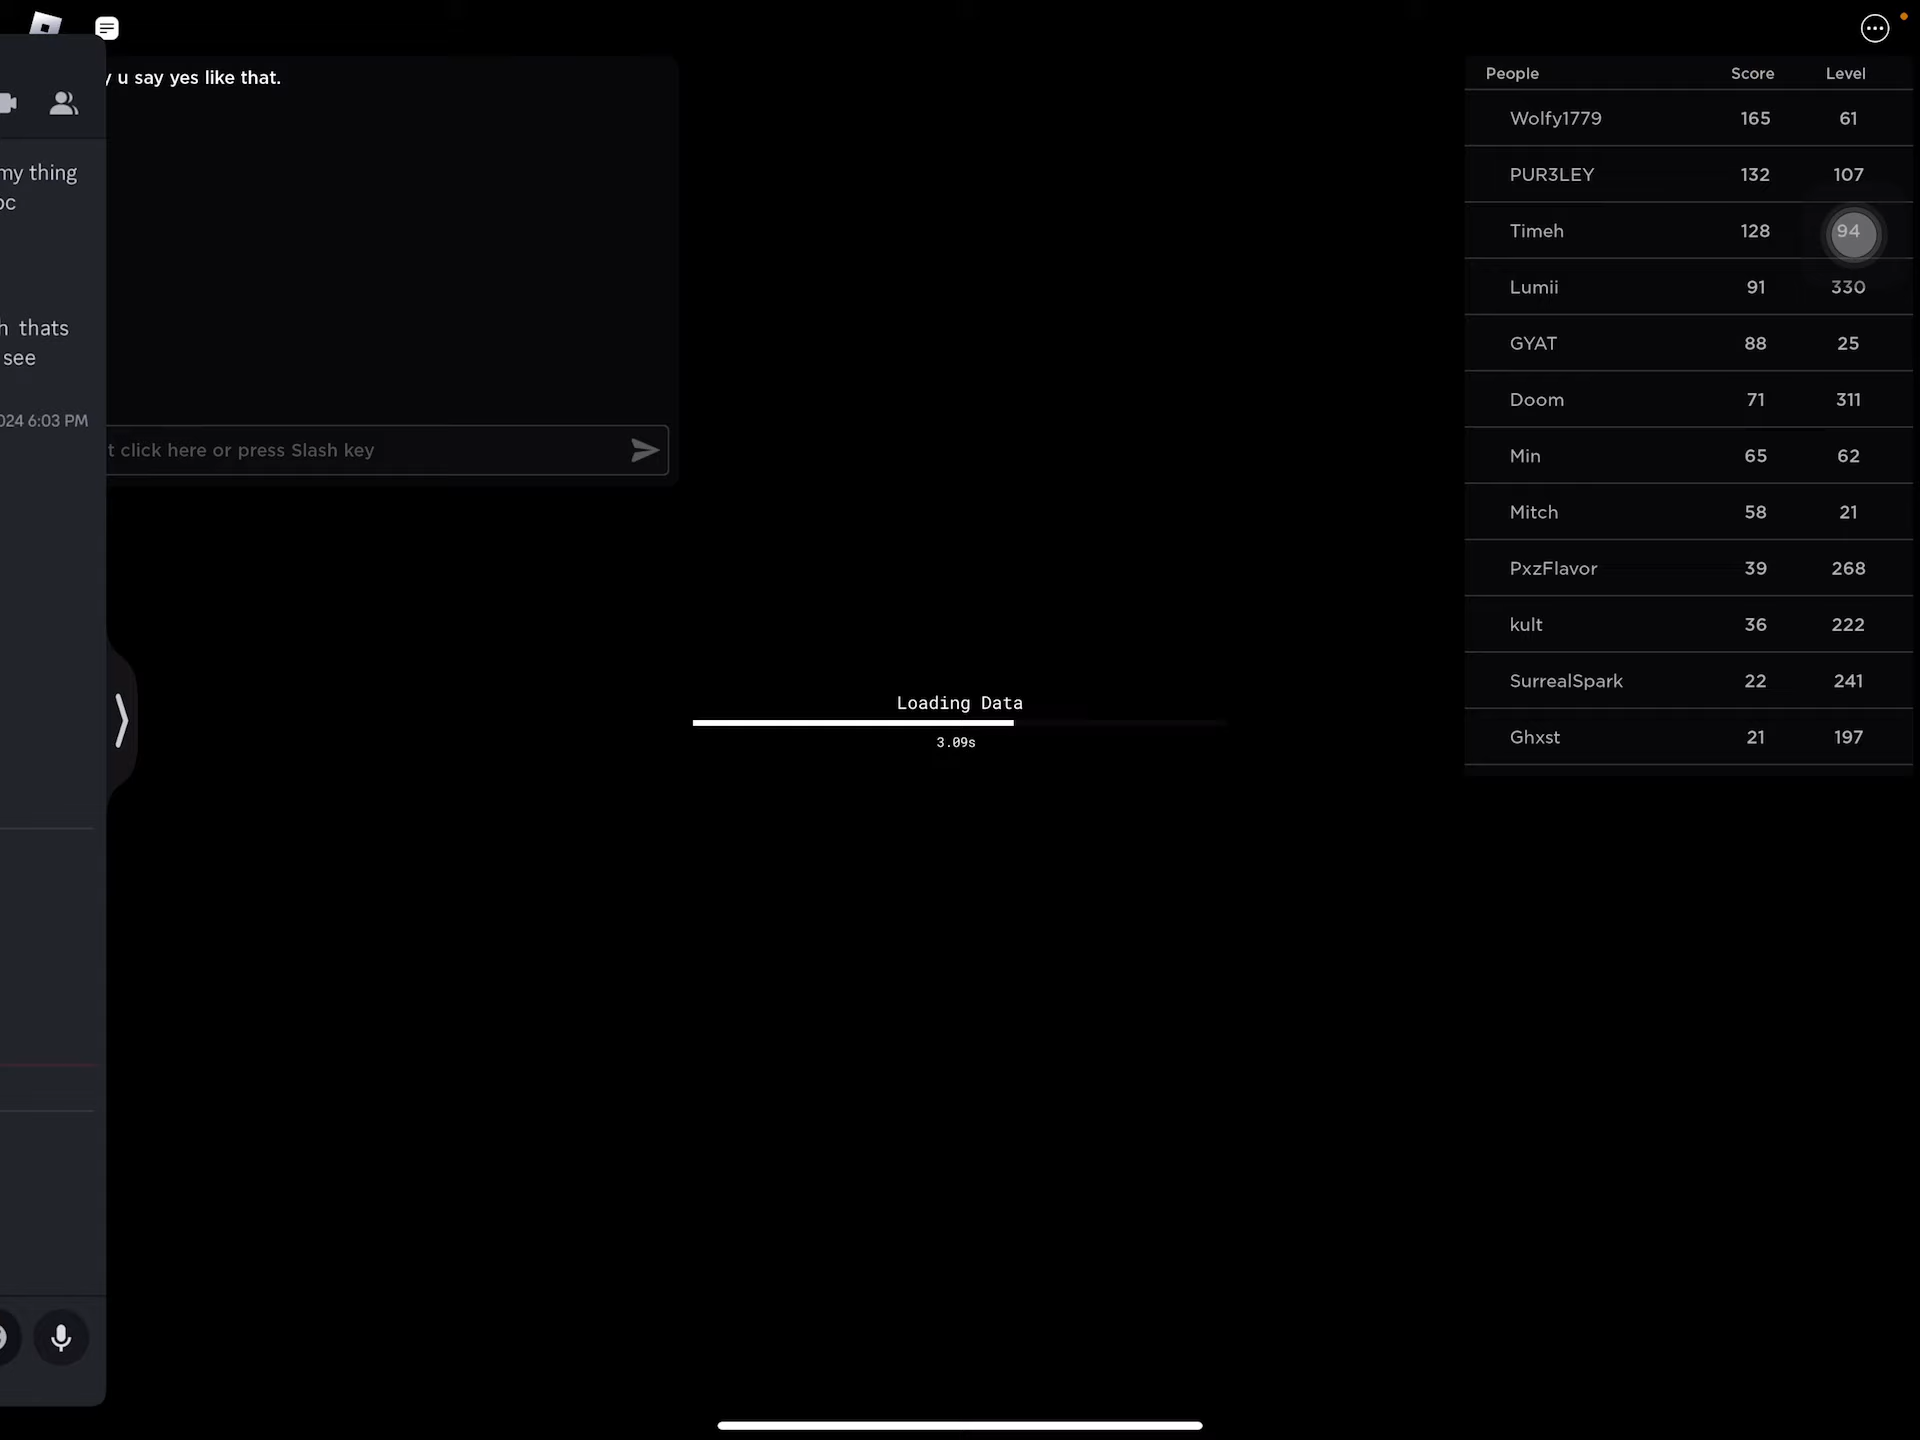 u say yes like that.
my thing
thats
see
6:03 PM
click here or press Slash key
People Score Level
Wolfy1779 165 61
PUR3LEY 132 107
Timeh 128 94
Lumii 91 330
GYAT 88 25
Doom 71 311
Min 65 62
Mitch 58 21
PxzFlavor 39 268
kult 36 222
SurrealSpark 22 241
Ghxst 21 197
Loading Data
3.09s